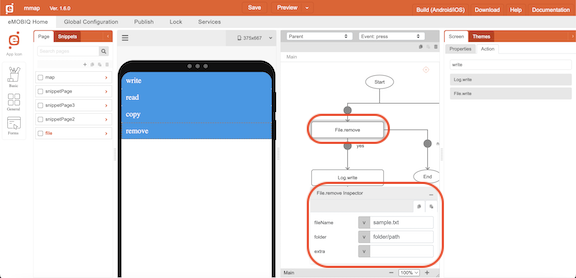 mmap Ver. 1.6.0 Save Preview Build (Android/iOS) Download Help Documentation
eMOBIQ Home Global Configuration Publish Lock Services
App Icon
Basic
General
Forms
Page Snippets
Search pages
map
snippetPage
snippetPage3
snippetPage2
file
375x667
write
read
copy
remove
Parent Event: press
Main
Start
File.remove
yes
Log.write
End
File.remove Inspector
fileName V sample.txt
folder V folder/path
extra V
Main 100%
Screen Themes
Properties Action
write
Log.write
File.write